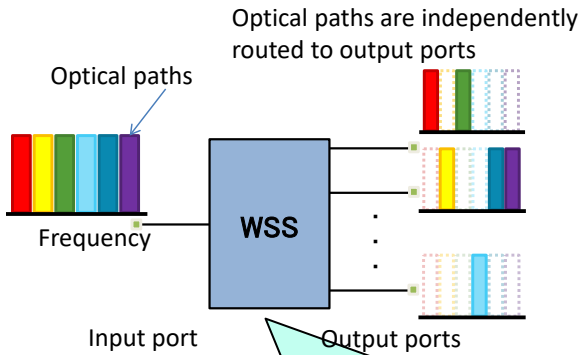 Optical paths are independently
routed to output ports
Optical paths
WSS
Frequency
Input port
Output ports